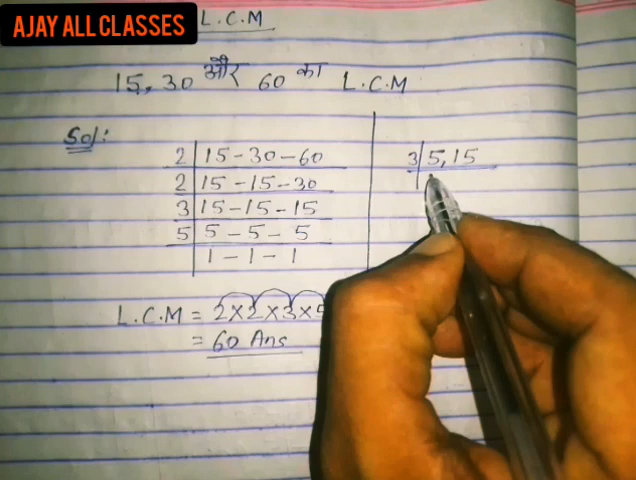 AJAY ALL CLASSES
L.C.M
15, 30 और 60 का L.C.M
Sol:
2 | 15 - 30 - 60
2 | 15 - 15 - 30
3 | 15 - 15 - 15
5 | 5 - 5 - 5
1 - 1 - 1
L.C.M = 2×2×3×5
= 60 Ans
3 | 5, 15